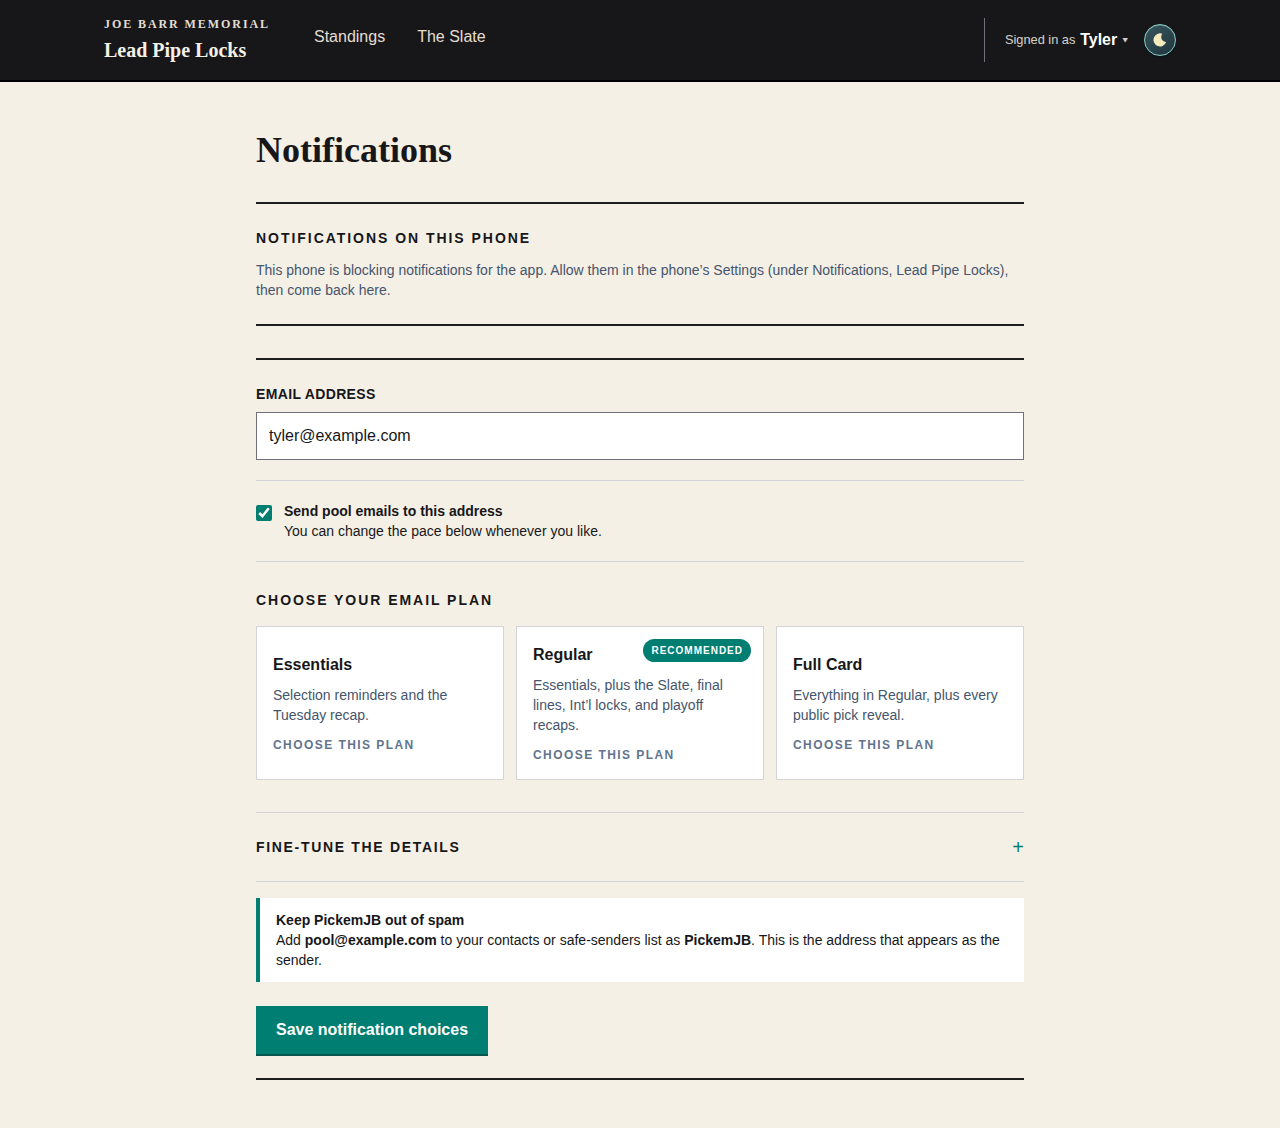 JOE BARR MEMORIAL
Lead Pipe Locks
Standings
The Slate
Signed in as Tyler ▾
Notifications
NOTIFICATIONS ON THIS PHONE
This phone is blocking notifications for the app. Allow them in the phone’s Settings (under Notifications, Lead Pipe Locks),
then come back here.
EMAIL ADDRESS
tyler@example.com
Send pool emails to this address
You can change the pace below whenever you like.
CHOOSE YOUR EMAIL PLAN
Essentials
Selection reminders and the
Tuesday recap.
CHOOSE THIS PLAN
Regular
RECOMMENDED
Essentials, plus the Slate, final
lines, Int’l locks, and playoff
recaps.
CHOOSE THIS PLAN
Full Card
Everything in Regular, plus every
public pick reveal.
CHOOSE THIS PLAN
FINE-TUNE THE DETAILS
+
Keep PickemJB out of spam
Add pool@example.com to your contacts or safe-senders list as PickemJB. This is the address that appears as the
sender.
Save notification choices